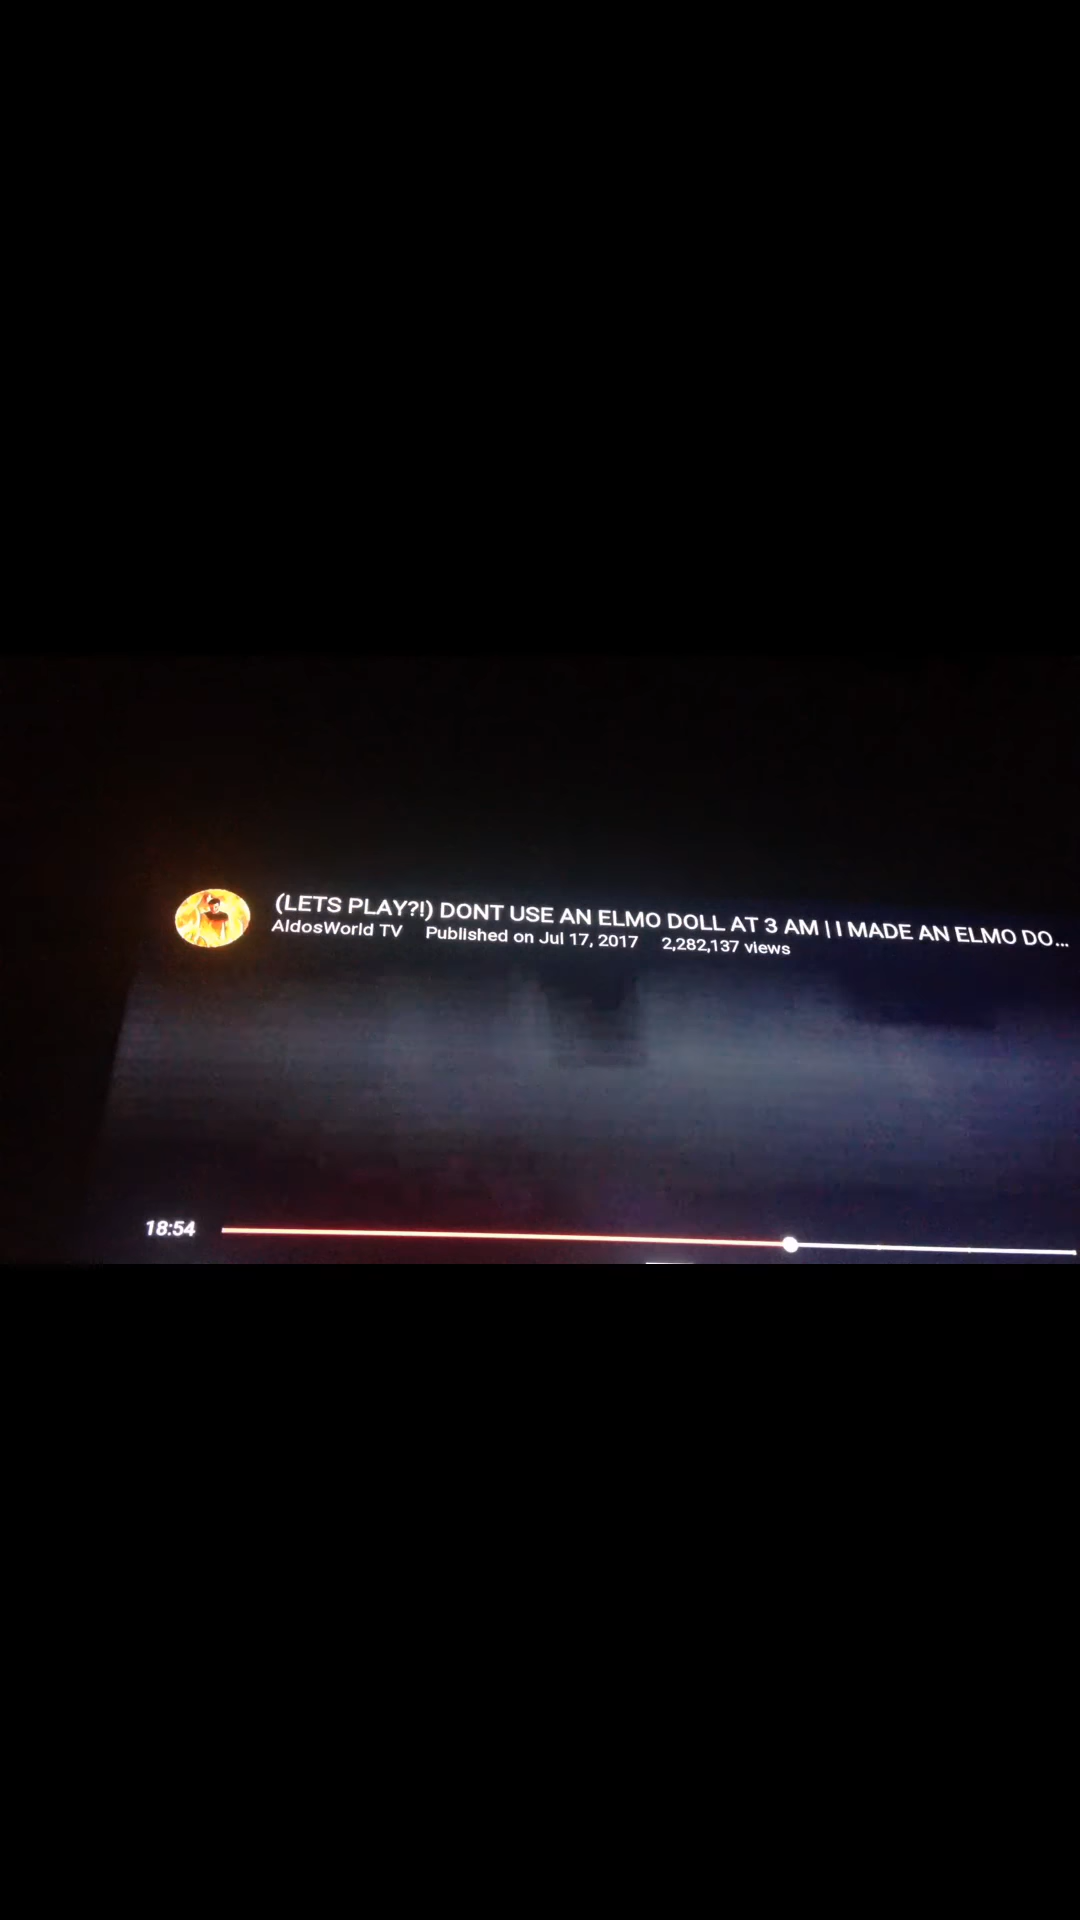 (LETS PLAY?!) DONT USE AN ELMO DOLL AT 3 AM | I MADE AN ELMO DO...
AldosWorld TV Published on Jul 17, 2017 2,282,137 views
18:54